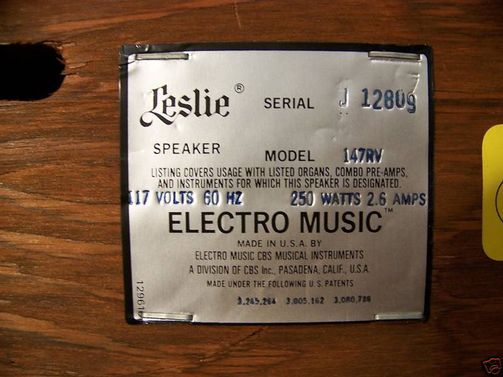 Leslie ® SERIAL J 12809
SPEAKER MODEL 147RV
LISTING COVERS USAGE WITH LISTED ORGANS, COMBO PRE-AMPS,
AND INSTRUMENTS FOR WHICH THIS SPEAKER IS DESIGNATED.
117 VOLTS 60 HZ 250 WATTS 2.6 AMPS
ELECTRO MUSIC™
MADE IN U.S.A. BY
ELECTRO MUSIC CBS MUSICAL INSTRUMENTS
A DIVISION OF CBS Inc., PASADENA, CALIF., U.S.A.
MADE UNDER THE FOLLOWING U.S. PATENTS
3,245,284 3,005,162 3,080,786